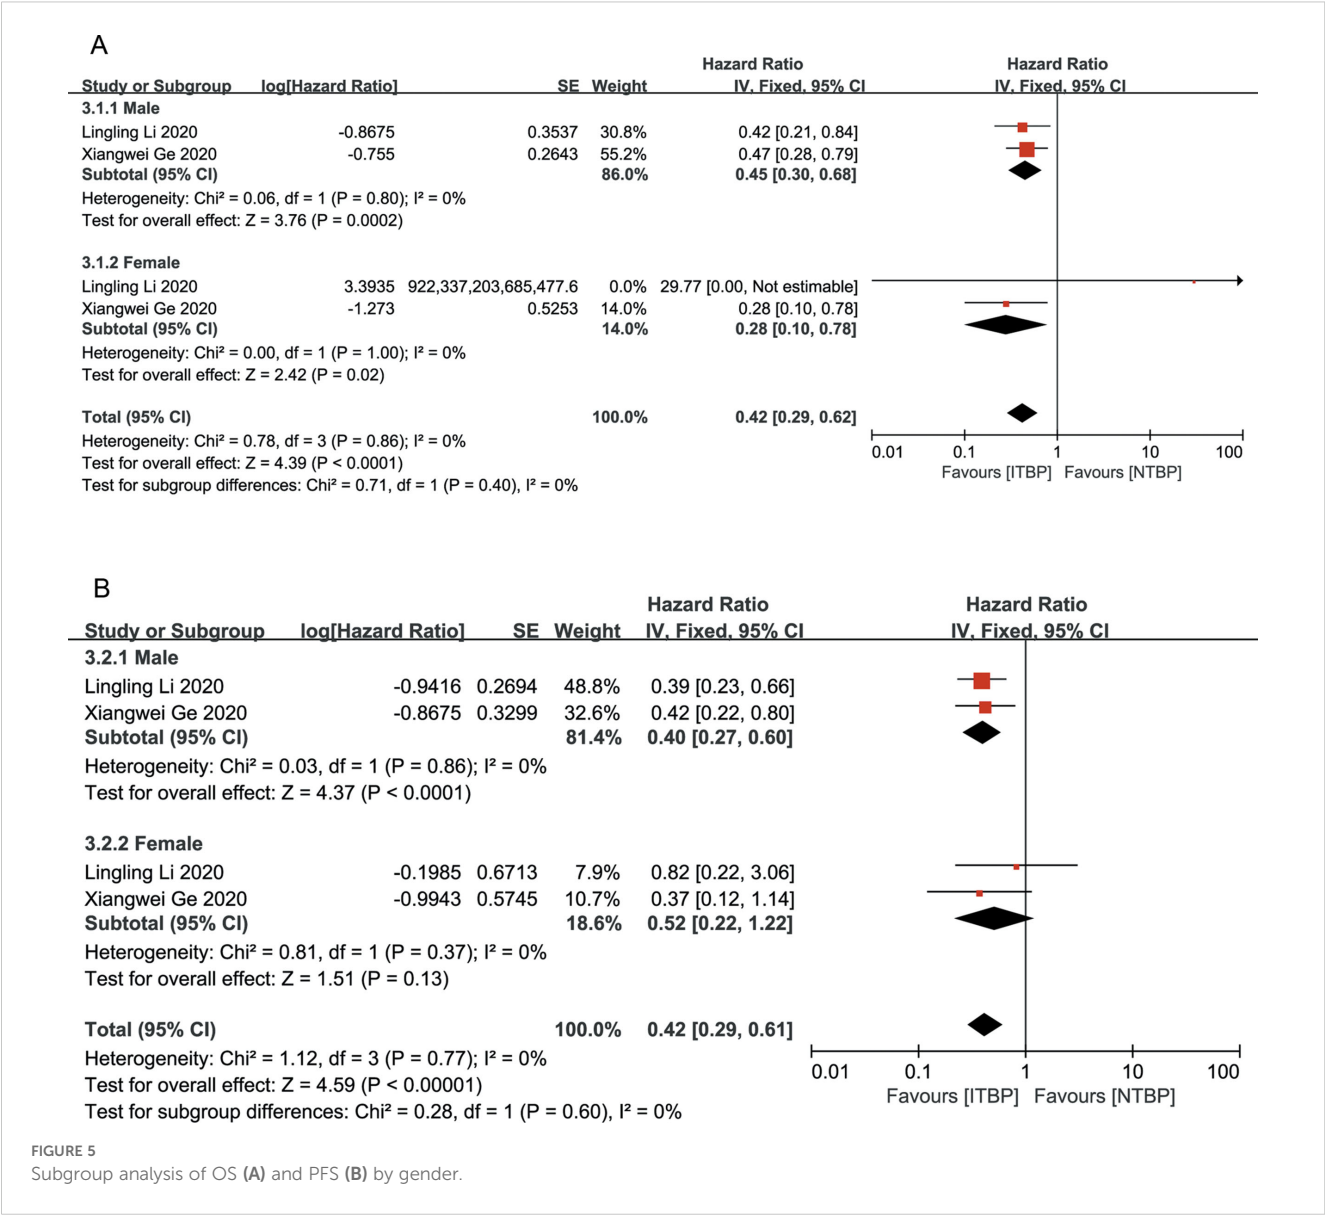 A
Hazard Ratio Hazard Ratio
Study or Subgroup log[Hazard Ratio] SE Weight IV, Fixed, 95% CI IV, Fixed, 95% CI
3.1.1 Male
Lingling Li 2020 -0.8675 0.3537 30.8% 0.42 [0.21, 0.84]
Xiangwei Ge 2020 -0.755 0.2643 55.2% 0.47 [0.28, 0.79]
Subtotal (95% CI) 86.0% 0.45 [0.30, 0.68]
Heterogeneity: Chi² = 0.06, df = 1 (P = 0.80); I² = 0%
Test for overall effect: Z = 3.76 (P = 0.0002)
3.1.2 Female
Lingling Li 2020 3.3935 922,337,203,685,477.6 0.0% 29.77 [0.00, Not estimable]
Xiangwei Ge 2020 -1.273 0.5253 14.0% 0.28 [0.10, 0.78]
Subtotal (95% CI) 14.0% 0.28 [0.10, 0.78]
Heterogeneity: Chi² = 0.00, df = 1 (P = 1.00); I² = 0%
Test for overall effect: Z = 2.42 (P = 0.02)
Total (95% CI) 100.0% 0.42 [0.29, 0.62]
Heterogeneity: Chi² = 0.78, df = 3 (P = 0.86); I² = 0%
0.01 0.1 1 10 100
Test for overall effect: Z = 4.39 (P < 0.0001)
Favours [ITBP] Favours [NTBP]
Test for subgroup differences: Chi² = 0.71, df = 1 (P = 0.40), I² = 0%
B
Hazard Ratio Hazard Ratio
Study or Subgroup log[Hazard Ratio] SE Weight IV, Fixed, 95% CI IV, Fixed, 95% CI
3.2.1 Male
Lingling Li 2020 -0.9416 0.2694 48.8% 0.39 [0.23, 0.66]
Xiangwei Ge 2020 -0.8675 0.3299 32.6% 0.42 [0.22, 0.80]
Subtotal (95% CI) 81.4% 0.40 [0.27, 0.60]
Heterogeneity: Chi² = 0.03, df = 1 (P = 0.86); I² = 0%
Test for overall effect: Z = 4.37 (P < 0.0001)
3.2.2 Female
Lingling Li 2020 -0.1985 0.6713 7.9% 0.82 [0.22, 3.06]
Xiangwei Ge 2020 -0.9943 0.5745 10.7% 0.37 [0.12, 1.14]
Subtotal (95% CI) 18.6% 0.52 [0.22, 1.22]
Heterogeneity: Chi² = 0.81, df = 1 (P = 0.37); I² = 0%
Test for overall effect: Z = 1.51 (P = 0.13)
Total (95% CI) 100.0% 0.42 [0.29, 0.61]
Heterogeneity: Chi² = 1.12, df = 3 (P = 0.77); I² = 0%
0.01 0.1 1 10 100
Test for overall effect: Z = 4.59 (P < 0.00001)
Favours [ITBP] Favours [NTBP]
Test for subgroup differences: Chi² = 0.28, df = 1 (P = 0.60), I² = 0%
FIGURE 5
Subgroup analysis of OS (A) and PFS (B) by gender.